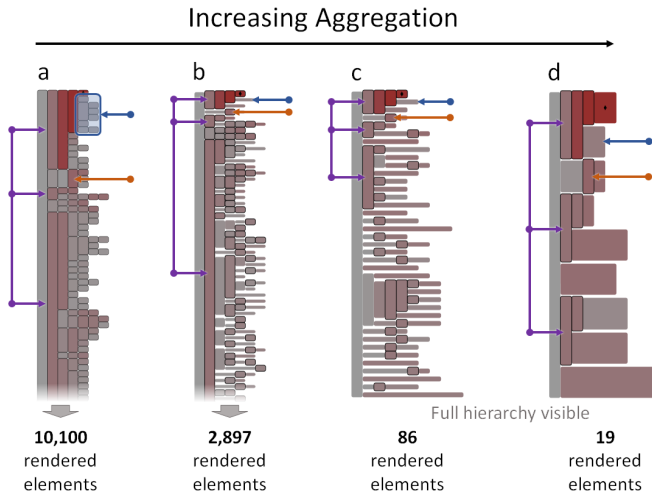 Increasing Aggregation
a
b
c
d
Full hierarchy visible
10,100
rendered
elements
2,897
rendered
elements
86
rendered
elements
19
rendered
elements